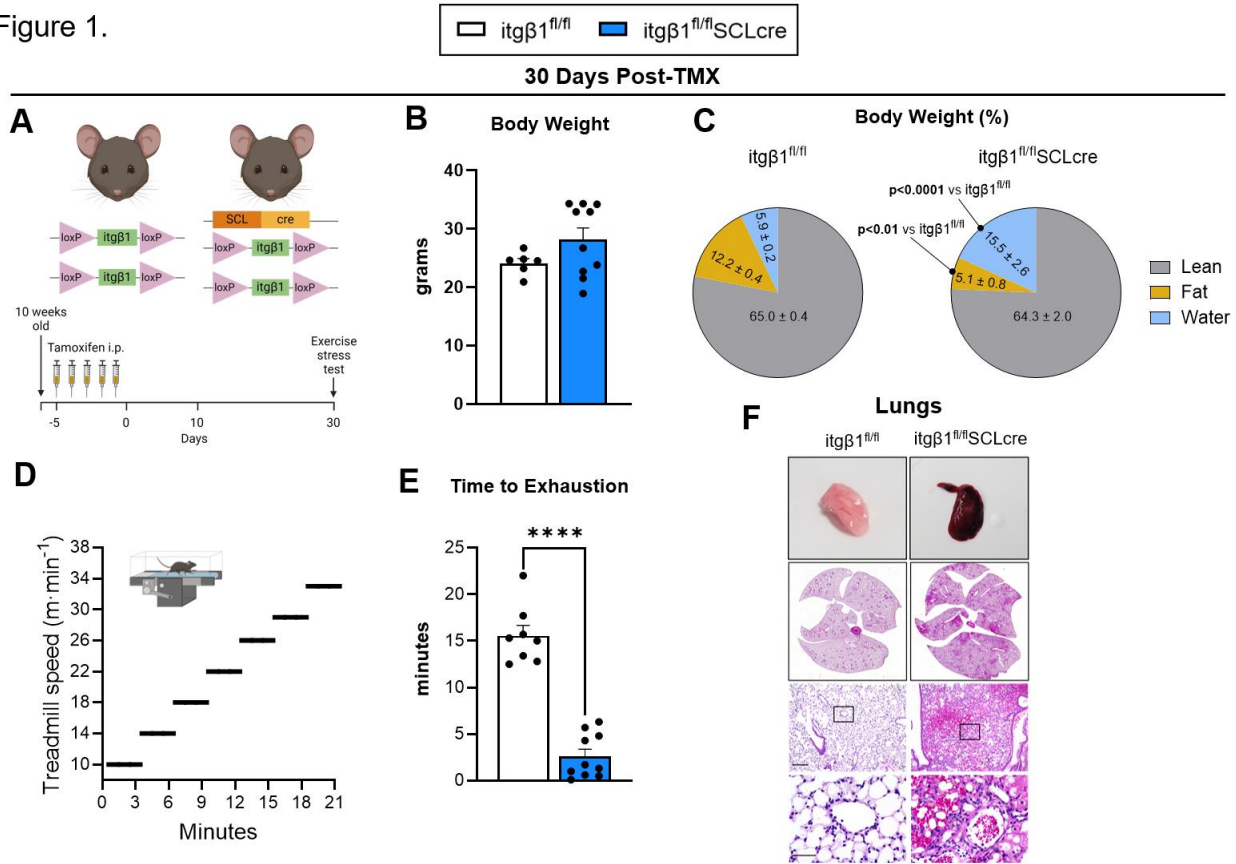 Figure 1.
itgβ1fl/fl itgβ1fl/flSCLcre
30 Days Post-TMX
A
SCL cre
loxP itgβ1 loxP loxP itgβ1 loxP
loxP itgβ1 loxP loxP itgβ1 loxP
10 weeks
old
Tamoxifen i.p.
Exercise
stress
test
-5 0 10 30
Days
B
Body Weight
40
30
20
10
0
grams
C
Body Weight (%)
itgβ1fl/fl itgβ1fl/flSCLcre
p<0.0001 vs itgβ1fl/fl
p<0.01 vs itgβ1fl/fl
5.9 ± 0.2
12.2 ± 0.4
65.0 ± 0.4
15.5 ± 2.6
5.1 ± 0.8
64.3 ± 2.0
Lean
Fat
Water
D
38
34
30
26
22
18
14
10
Treadmill speed (m·min-1)
0 3 6 9 12 15 18 21
Minutes
E
Time to Exhaustion
****
25
20
15
10
5
0
minutes
F
Lungs
itgβ1fl/fl itgβ1fl/flSCLcre